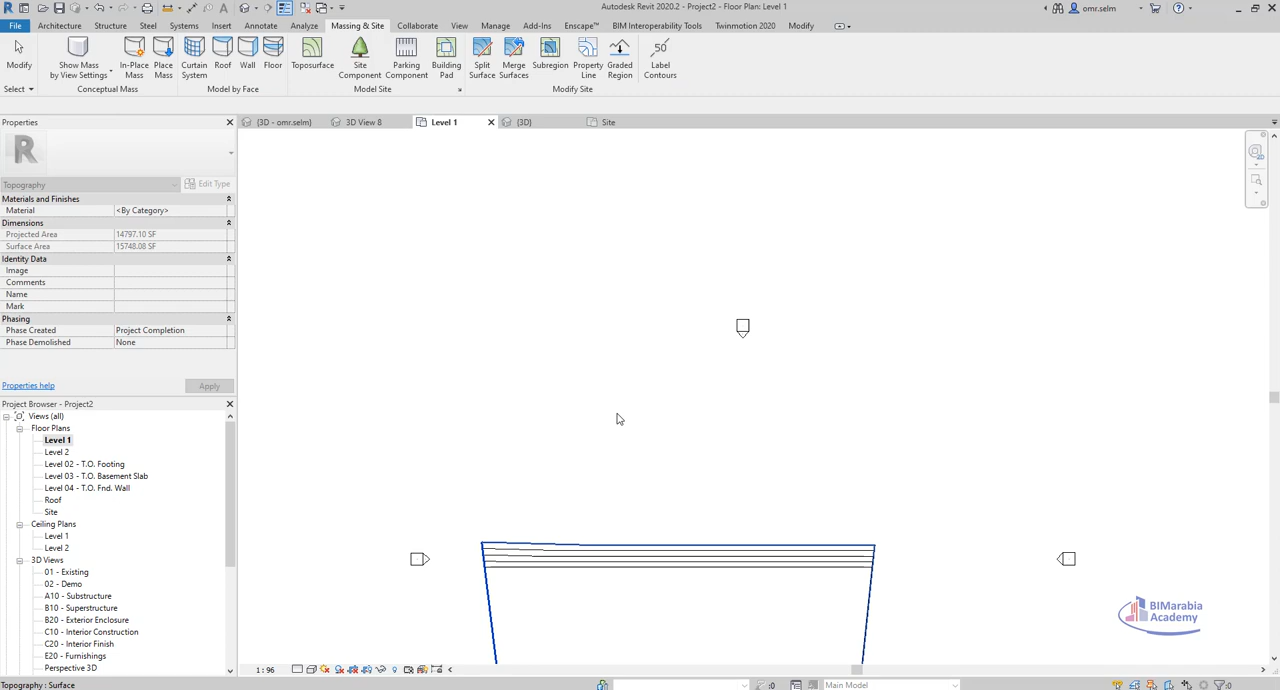 Autodesk Revit 2020.2 - Project2 - Floor Plan: Level 1
omr.selm
File Architecture Structure Steel Systems Insert Annotate Analyze Massing & Site Collaborate View Manage Add-Ins Enscape™ BIM Interoperability Tools Twinmotion 2020 Modify
Modify
Show Mass
by View Settings
In-Place
Mass
Place
Mass
Curtain
System
Roof
Wall
Floor
Toposurface
Site
Component
Parking
Component
Building
Pad
Split
Surface
Merge
Surfaces
Subregion
Property
Line
Graded
Region
Label
Contours
Select
Conceptual Mass
Model by Face
Model Site
Modify Site
Properties
{3D - omr.selm}
3D View 8
Level 1
{3D}
Site
Topography
Edit Type
Materials and Finishes
Material <By Category>
Dimensions
Projected Area 14797.10 SF
Surface Area 15748.08 SF
Identity Data
Image
Comments
Name
Mark
Phasing
Phase Created Project Completion
Phase Demolished None
Properties help
Apply
Project Browser - Project2
Views (all)
Floor Plans
Level 1
Level 2
Level 02 - T.O. Footing
Level 03 - T.O. Basement Slab
Level 04 - T.O. Fnd. Wall
Roof
Site
Ceiling Plans
Level 1
Level 2
3D Views
01 - Existing
02 - Demo
A10 - Substructure
B10 - Superstructure
B20 - Exterior Enclosure
C10 - Interior Construction
C20 - Interior Finish
E20 - Furnishings
Perspective 3D
BIMarabia
Academy
1 : 96
Topography : Surface
:0
Main Model
:0